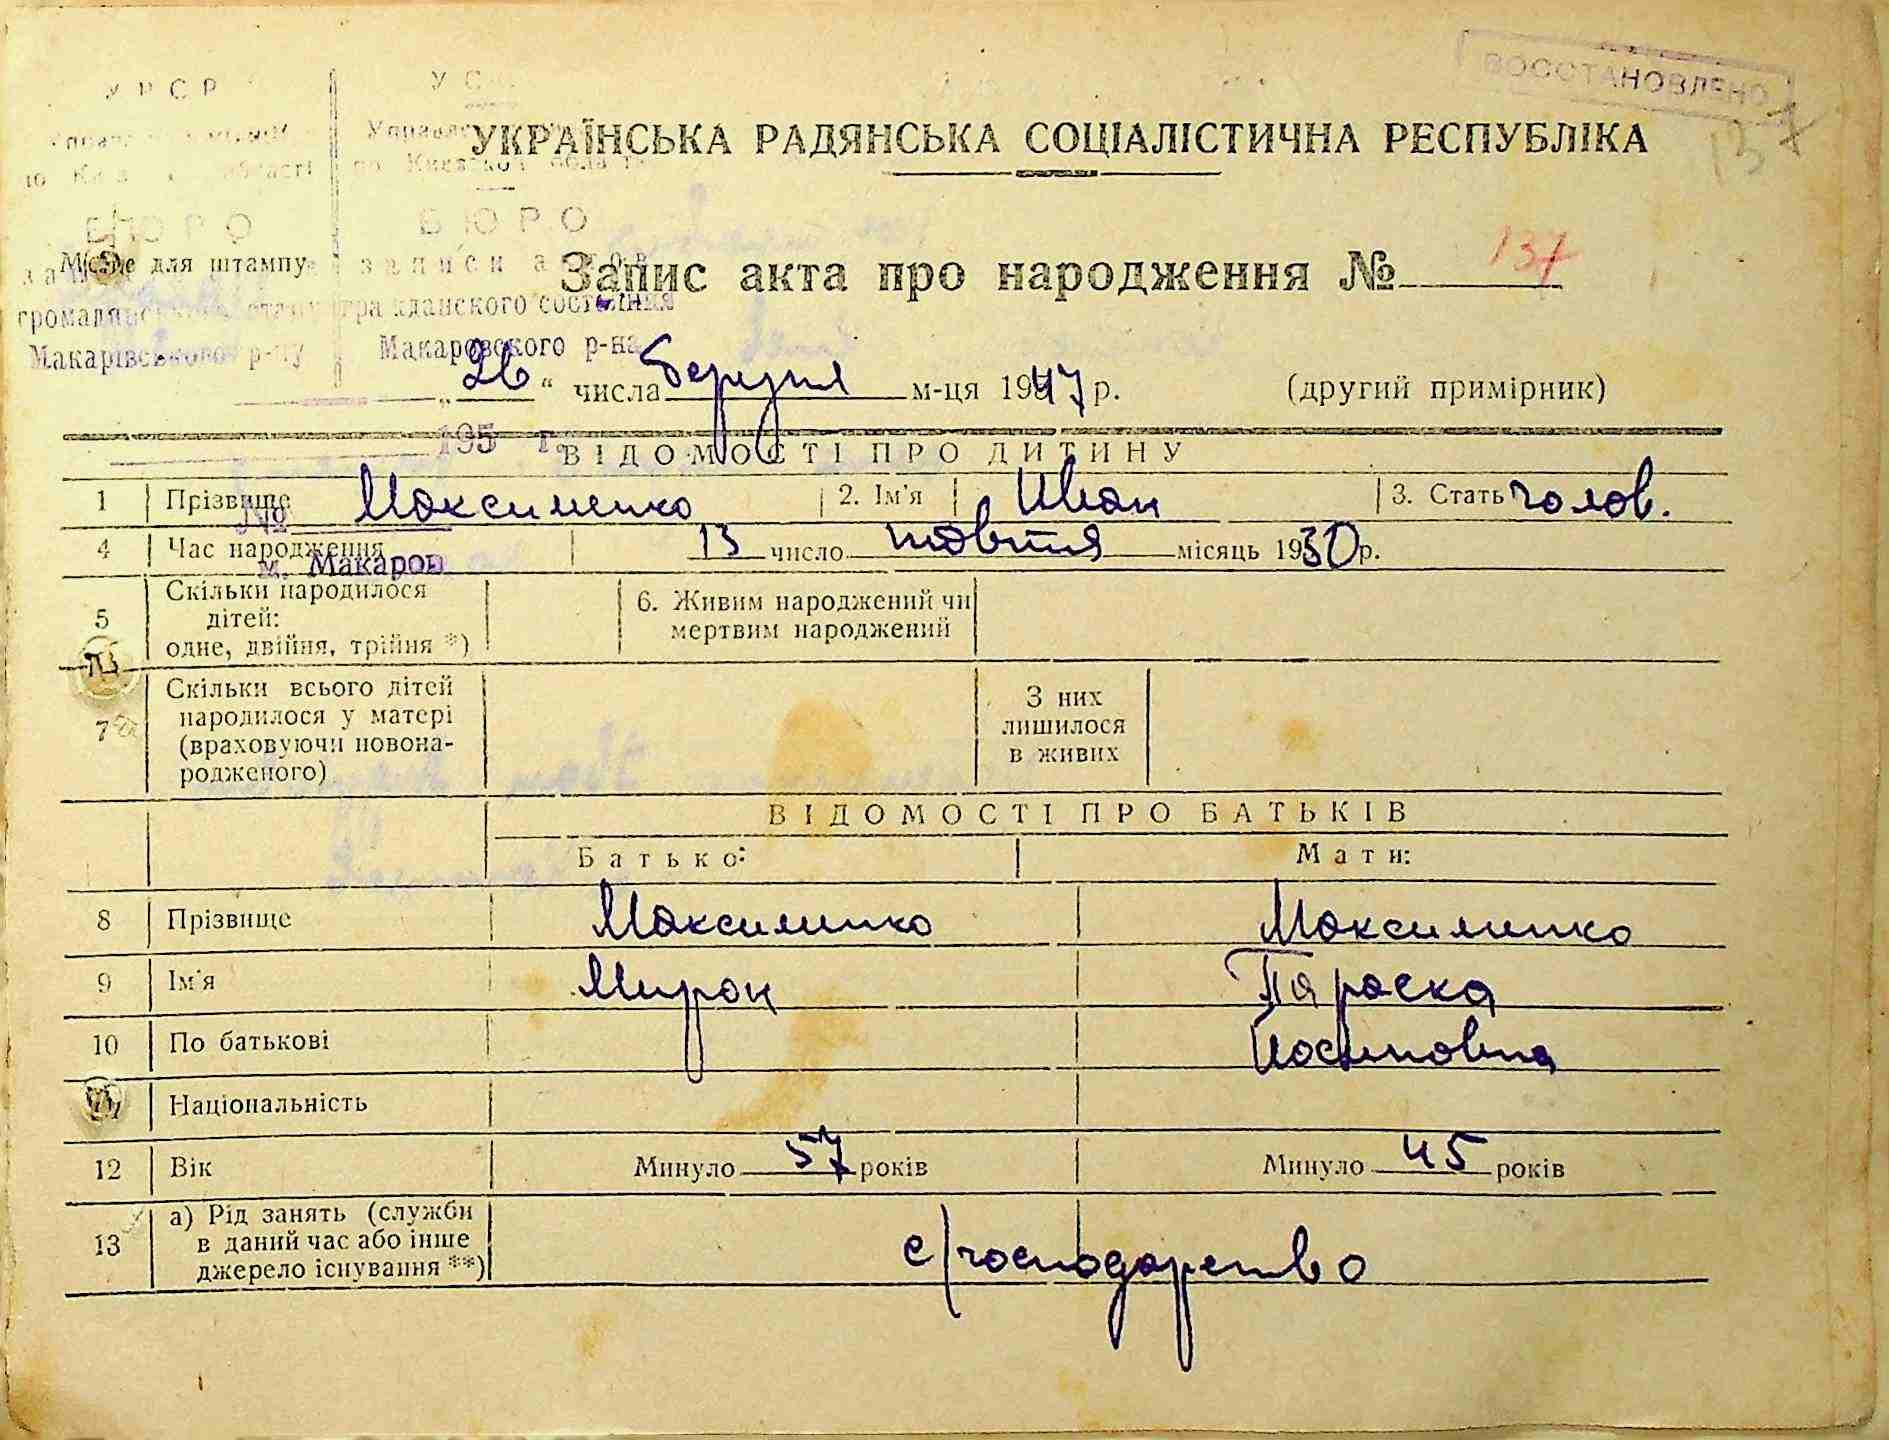 ВОССТАНОВЛЕНО
137
У Р С Р
УКРАЇНСЬКА РАДЯНСЬКА СОЦІАЛІСТИЧНА РЕСПУБЛІКА
БЮРО
БЮРО
Місце для штампу
записи актов
Запис акта про народження № 137
громадянського стану
гражданского состояния
Макарівського р-ну
Макаровского р-на
„26“ числа березня м-ця 1947 р. (другий примірник)
195 г.
ВІДОМОСТІ ПРО ДИТИНУ
1 Прізвище Максименко 2. Ім'я Иван 3. Стать чолов.
№
4 Час народження 13 число жовтня місяць 1930 р.
м. Макаров
5 Скільки народилося дітей: одне, двійня, трійня *)
6. Живим народжений чи мертвим народжений
7 Скільки всього дітей народилося у матері (враховуючи новонародженого)
З них лишилося в живих
ВІДОМОСТІ ПРО БАТЬКІВ
Батько: Мати:
8 Прізвище Максименко Максименко
9 Ім'я Мирон Параска
10 По батькові Йосиповна
Національність
12 Вік Минуло 57 років Минуло 45 років
13 а) Рід занять (служби в даний час або інше джерело існування **) с/господарство